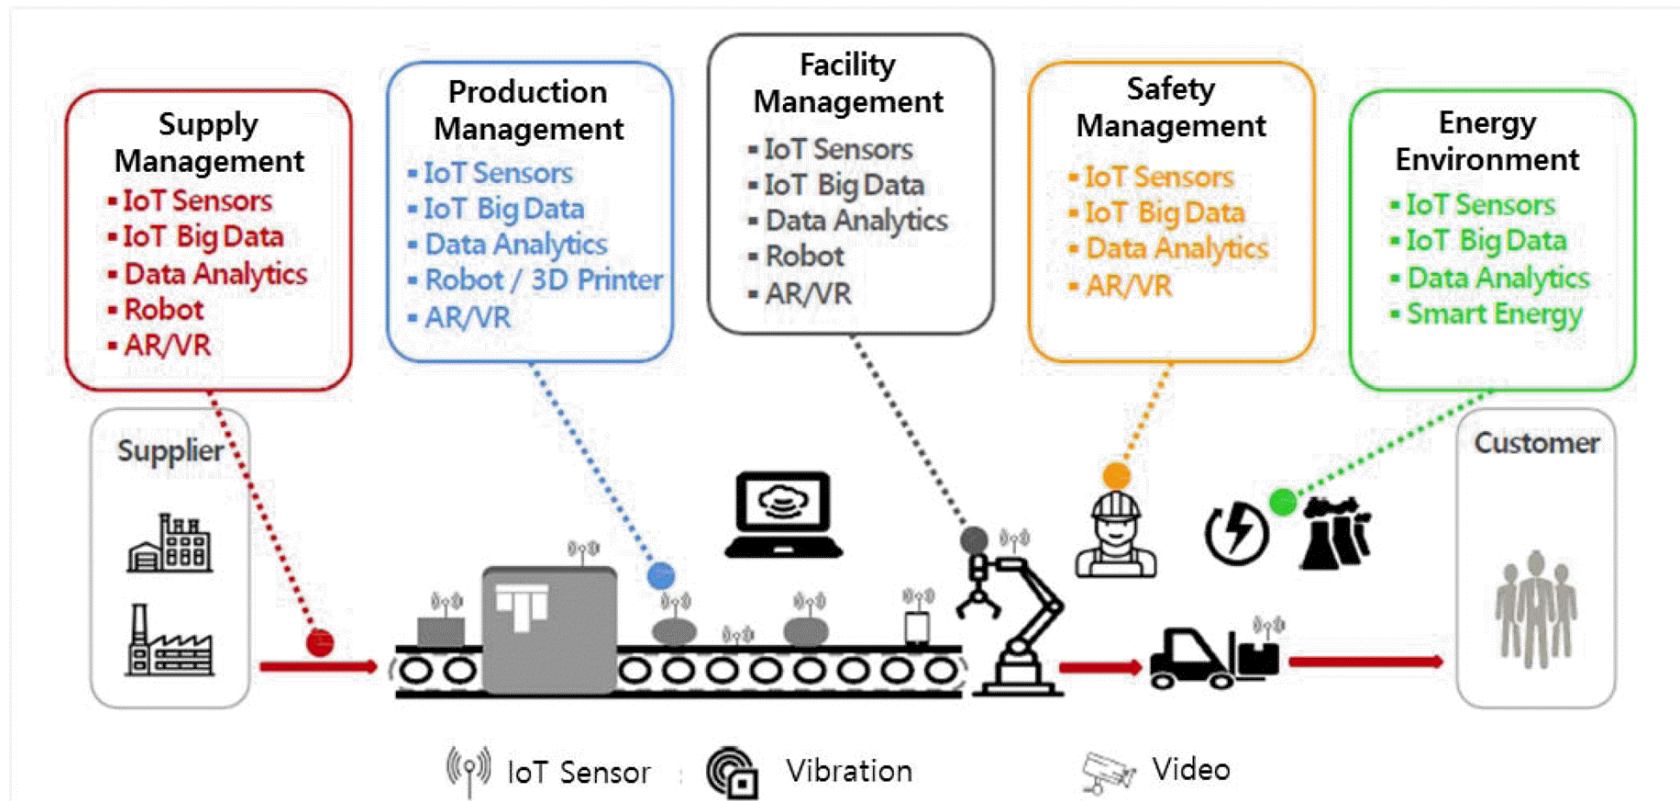 Supply
Management
▪ IoT Sensors
▪ IoT Big Data
▪ Data Analytics
▪ Robot
▪ AR/VR
Production
Management
▪ IoT Sensors
▪ IoT Big Data
▪ Data Analytics
▪ Robot / 3D Printer
▪ AR/VR
Facility
Management
▪ IoT Sensors
▪ IoT Big Data
▪ Data Analytics
▪ Robot
▪ AR/VR
Safety
Management
▪ IoT Sensors
▪ IoT Big Data
▪ Data Analytics
▪ AR/VR
Energy
Environment
▪ IoT Sensors
▪ IoT Big Data
▪ Data Analytics
▪ Smart Energy
Supplier
Customer
IoT Sensor
Vibration
Video